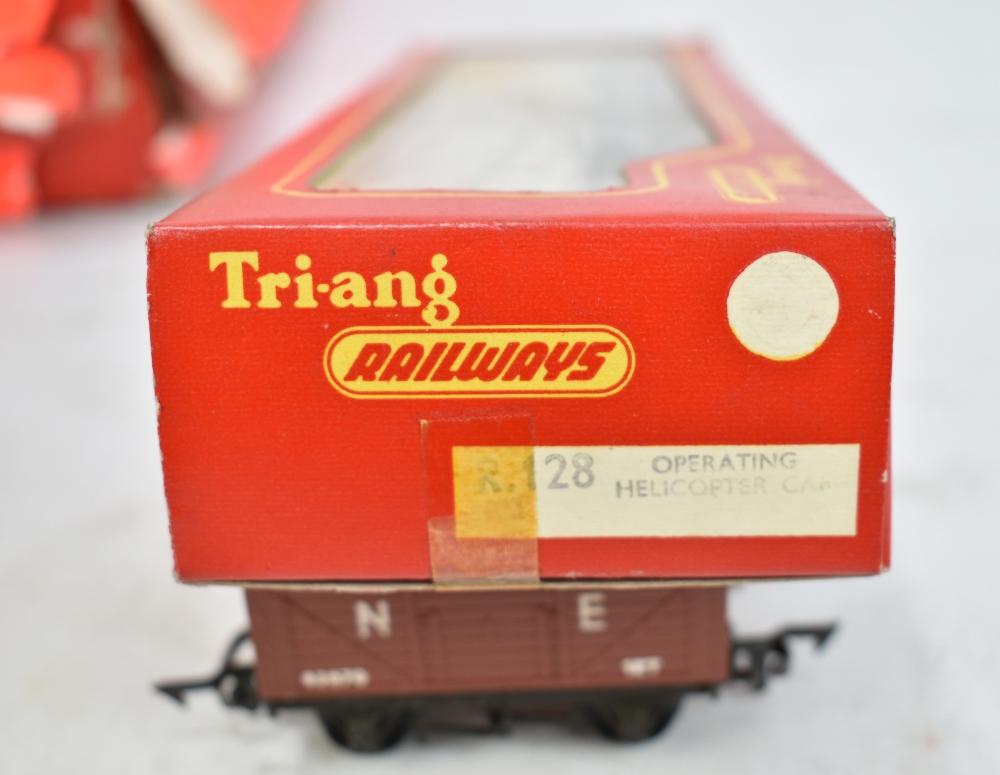 Tri-ang
RAILWAYS
R.128 OPERATING
HELICOPTER CAR
N E